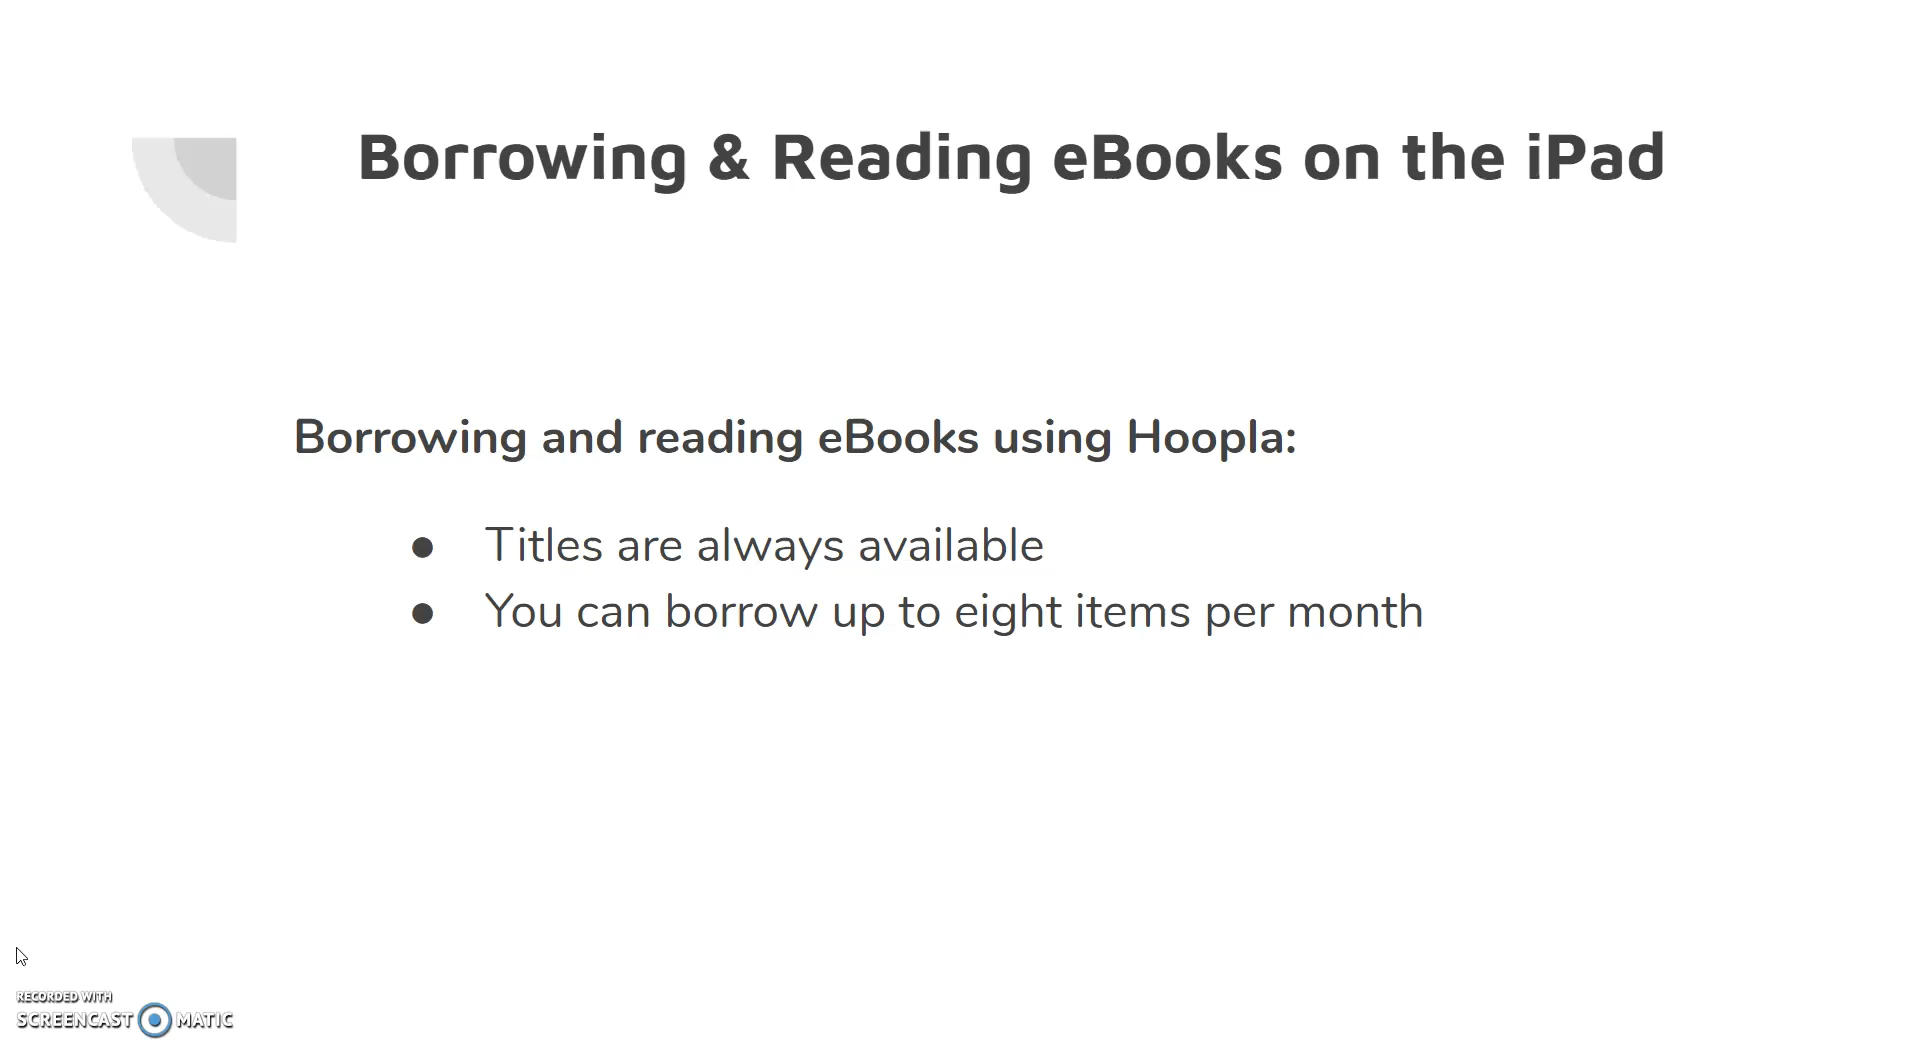 Borrowing & Reading eBooks on the iPad
Borrowing and reading eBooks using Hoopla:
● Titles are always available
● You can borrow up to eight items per month
RECORDED WITH
SCREENCAST MATIC